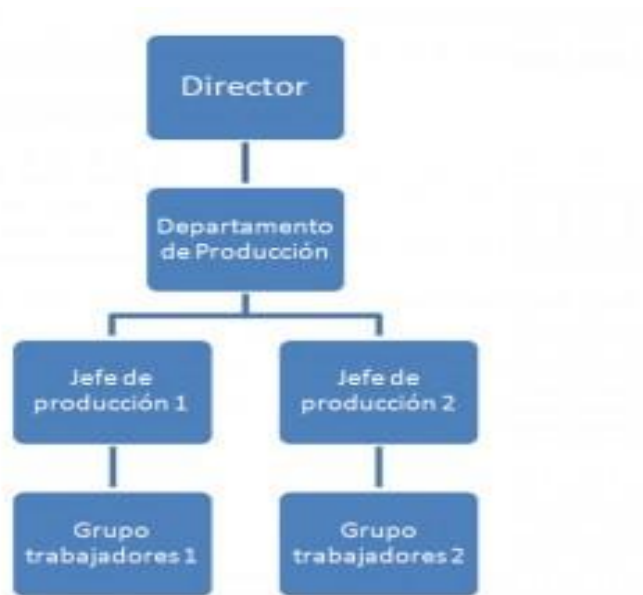 Director
Departamento
de Producción
Jefe de
producción 1
Jefe de
producción 2
Grupo
trabajadores 1
Grupo
trabajadores 2